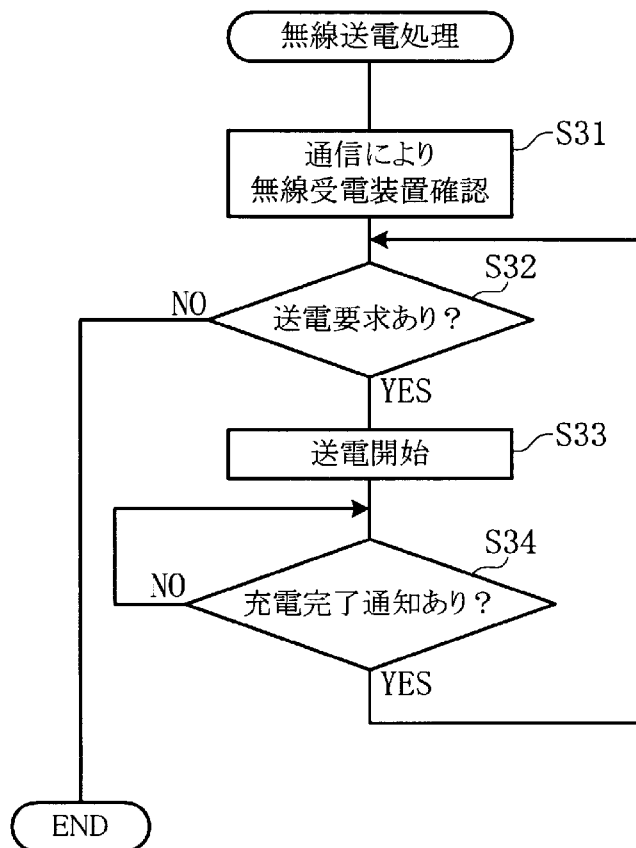 無線送電処理
S31
通信により
無線受電装置確認
S32
NO
送電要求あり？
YES
S33
送電開始
S34
NO
充電完了通知あり？
YES
END